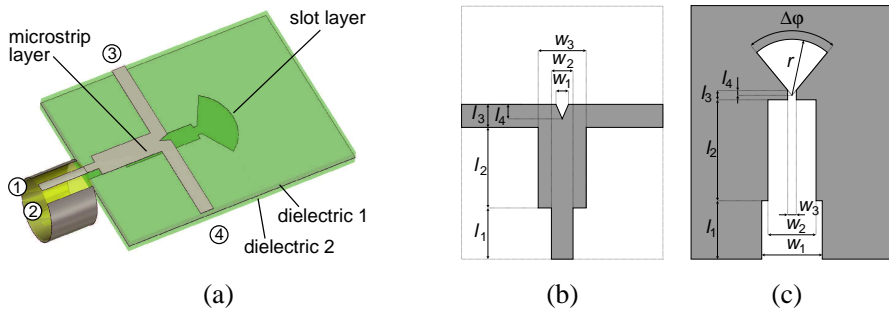 microstrip
layer
slot layer
③
①
②
④
dielectric 1
dielectric 2
(a)
w3
w2
w1
l3
l4
l2
l1
(b)
Δφ
r
l4
l3
l2
l1
w3
w2
w1
(c)